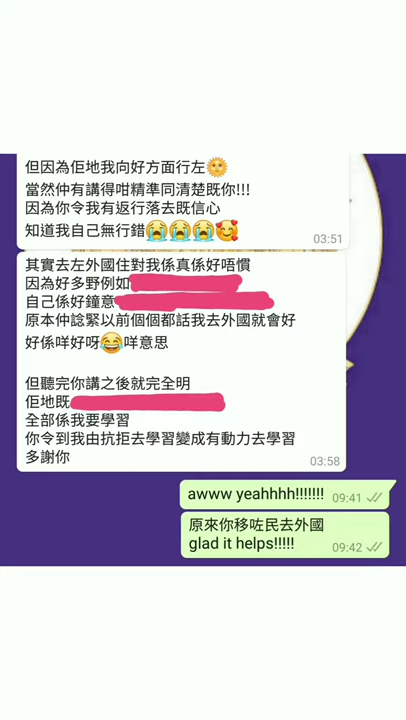 但因為佢地我向好方面行左🌞
當然仲有講得咁精準同清楚既你!!!
因為你令我有返行落去既信心
知道我自己無行錯😭😭😭🥰
03:51
其實去左外國住對我係真係好唔慣
因為好多野例如
自己係好鐘意
原本仲諗緊以前個個都話我去外國就會好
好係咩好呀😂咩意思
但聽完你講之後就完全明
佢地既
全部係我要學習
你令到我由抗拒去學習變成有動力去學習
多謝你
03:58
awww yeahhhh!!!!!!!
09:41
原來你移咗民去外國
glad it helps!!!!!
09:42